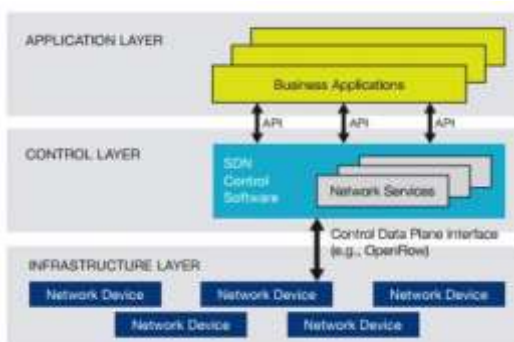 APPLICATION LAYER
Business Applications
API API API
CONTROL LAYER
SDN
Control
Software
Network Services
Control Data Plane Interface
(e.g., OpenFlow)
INFRASTRUCTURE LAYER
Network Device Network Device Network Device
Network Device Network Device